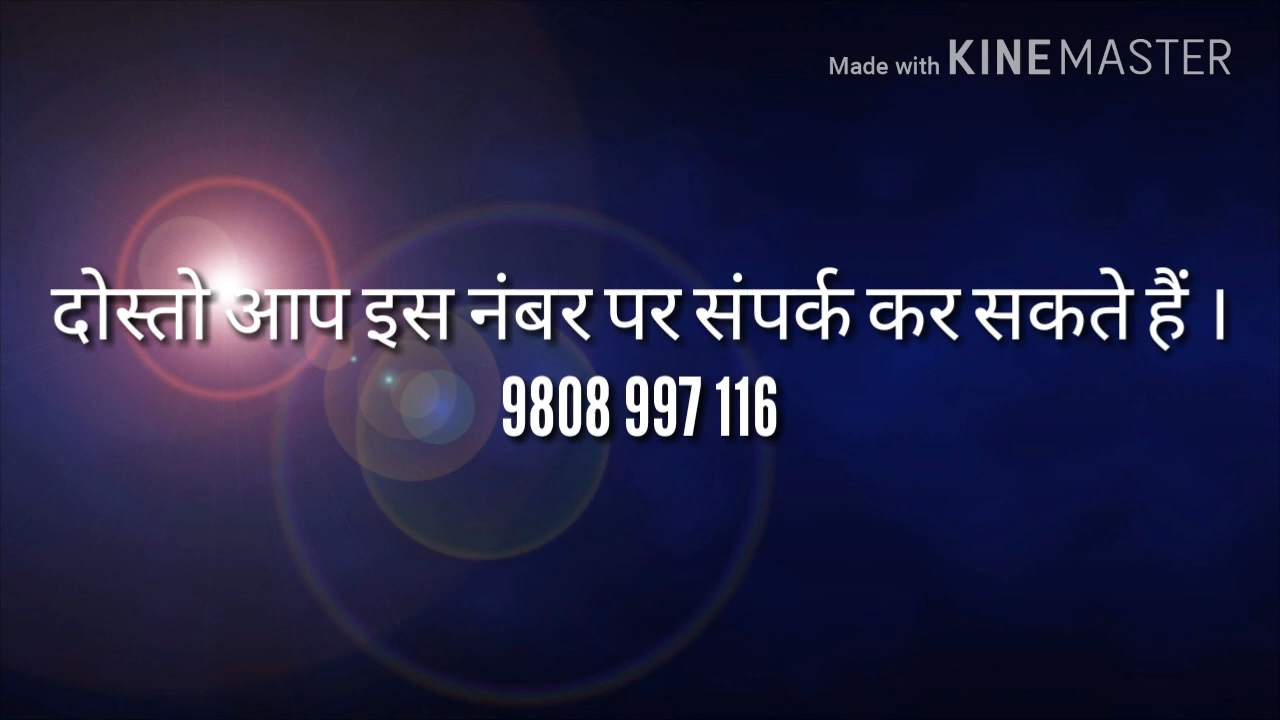 Made with KINEMASTER
दोस्तो आप इस नंबर पर संपर्क कर सकते हैं ।
9808 997 116